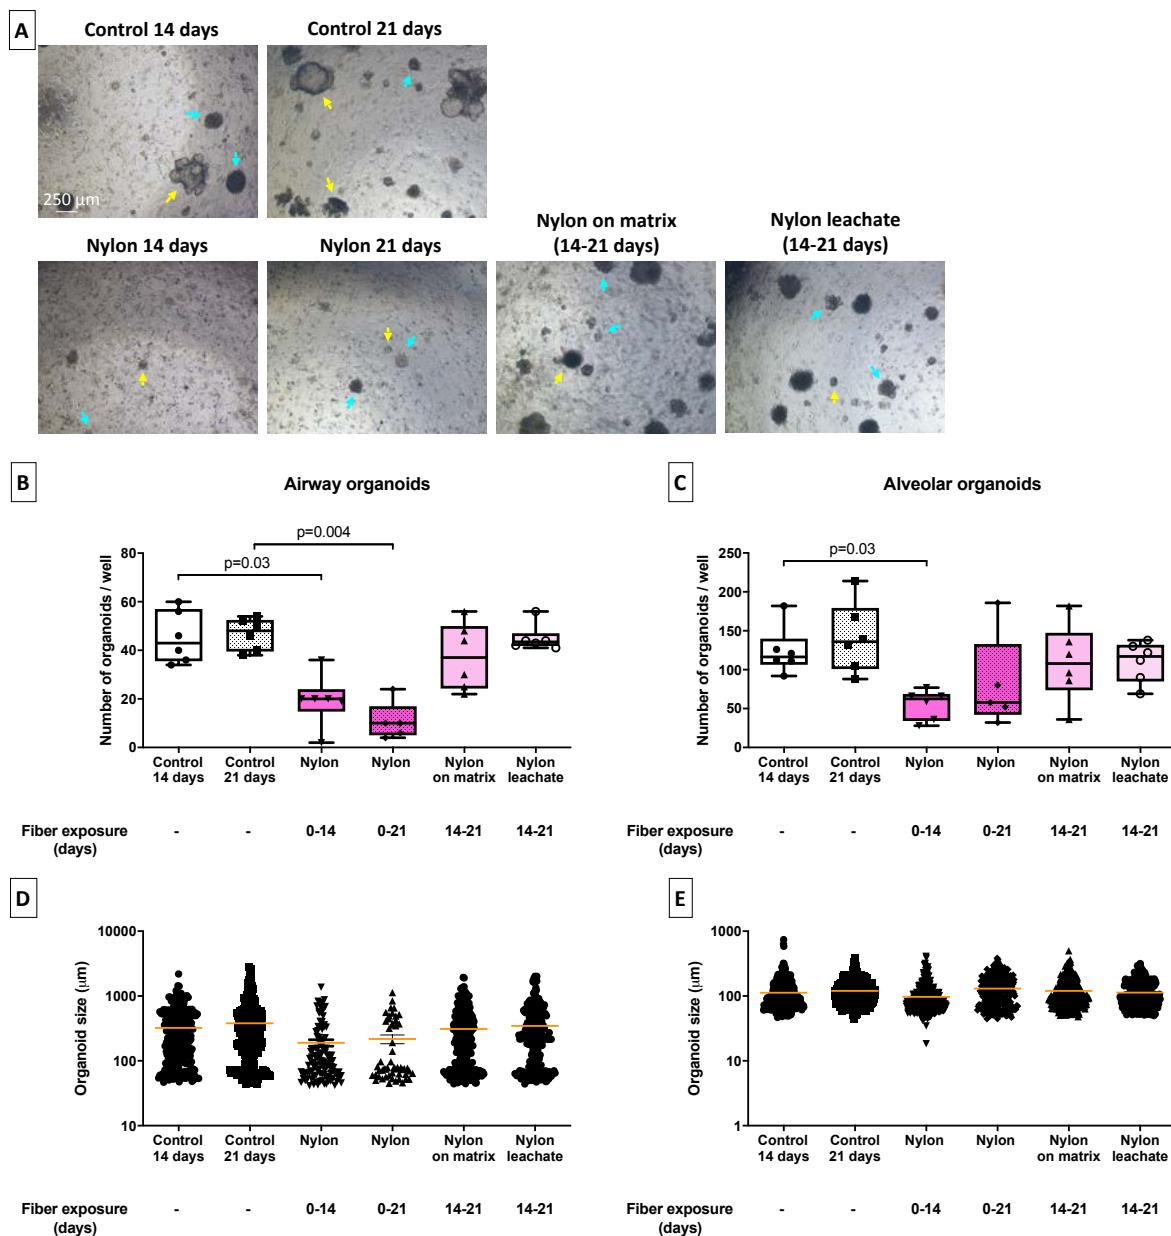 A
Control 14 days
Control 21 days
250 µm
Nylon 14 days
Nylon 21 days
Nylon on matrix
(14-21 days)
Nylon leachate
(14-21 days)
B
Airway organoids
Number of organoids / well
80
60
40
20
0
p=0.004
p=0.03
Control
14 days
Control
21 days
Nylon
Nylon
Nylon
on matrix
Nylon
leachate
Fiber exposure
(days)
-
-
0-14
0-21
14-21
14-21
C
Alveolar organoids
Number of organoids / well
250
200
150
100
50
0
p=0.03
Control
14 days
Control
21 days
Nylon
Nylon
Nylon
on matrix
Nylon
leachate
Fiber exposure
(days)
-
-
0-14
0-21
14-21
14-21
D
Organoid size (µm)
10000
1000
100
10
Control
14 days
Control
21 days
Nylon
Nylon
Nylon
on matrix
Nylon
leachate
Fiber exposure
(days)
-
-
0-14
0-21
14-21
14-21
E
Organoid size (µm)
1000
100
10
1
Control
14 days
Control
21 days
Nylon
Nylon
Nylon
on matrix
Nylon
leachate
Fiber exposure
(days)
-
-
0-14
0-21
14-21
14-21